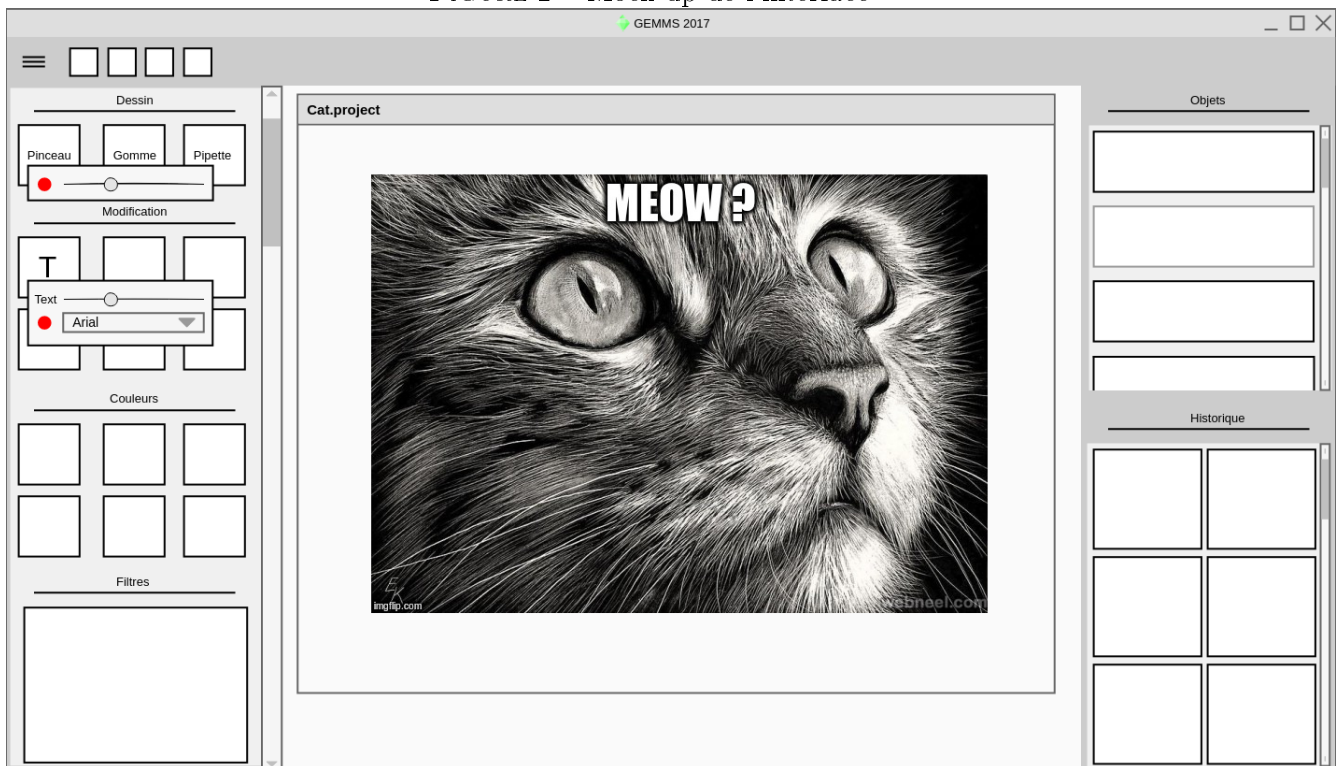 GEMMS 2017
Dessin
Pinceau Gomme Pipette
Modification
T
Text
Arial
Couleurs
Filtres
Cat.project
MEOW ?
imgflip.com
webneel.com
Objets
Historique